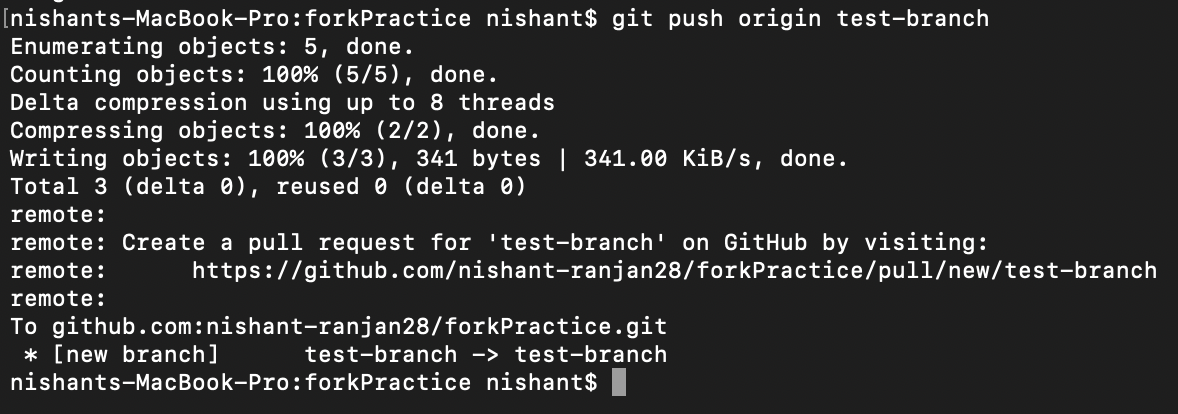 nishants-MacBook-Pro:forkPractice nishant$ git push origin test-branch
Enumerating objects: 5, done.
Counting objects: 100% (5/5), done.
Delta compression using up to 8 threads
Compressing objects: 100% (2/2), done.
Writing objects: 100% (3/3), 341 bytes | 341.00 KiB/s, done.
Total 3 (delta 0), reused 0 (delta 0)
remote:
remote: Create a pull request for 'test-branch' on GitHub by visiting:
remote:      https://github.com/nishant-ranjan28/forkPractice/pull/new/test-branch
remote:
To github.com:nishant-ranjan28/forkPractice.git
 * [new branch]      test-branch -> test-branch
nishants-MacBook-Pro:forkPractice nishant$